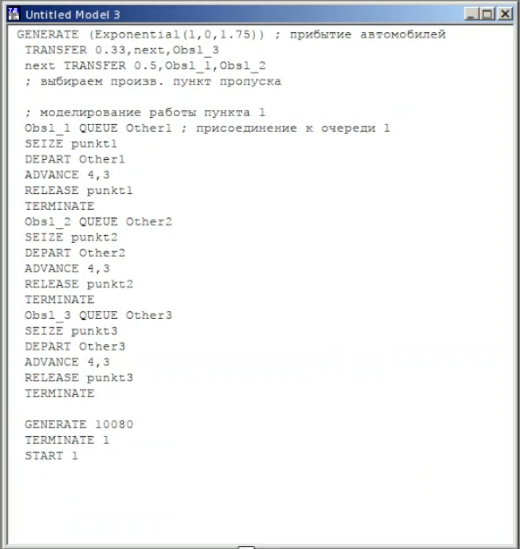 Untitled Model 3
GENERATE (Exponential(1,0,1.75)) ; прибытие автомобилей
TRANSFER 0.33,next,Obsl_3
next TRANSFER 0.5,Obsl_1,Obsl_2
; выбираем произв. пункт пропуска
; моделирование работы пункта 1
Obsl_1 QUEUE Other1 ; присоединение к очереди 1
SEIZE punkt1
DEPART Other1
ADVANCE 4,3
RELEASE punkt1
TERMINATE
Obsl_2 QUEUE Other2
SEIZE punkt2
DEPART Other2
ADVANCE 4,3
RELEASE punkt2
TERMINATE
Obsl_3 QUEUE Other3
SEIZE punkt3
DEPART Other3
ADVANCE 4,3
RELEASE punkt3
TERMINATE
GENERATE 10080
TERMINATE 1
START 1